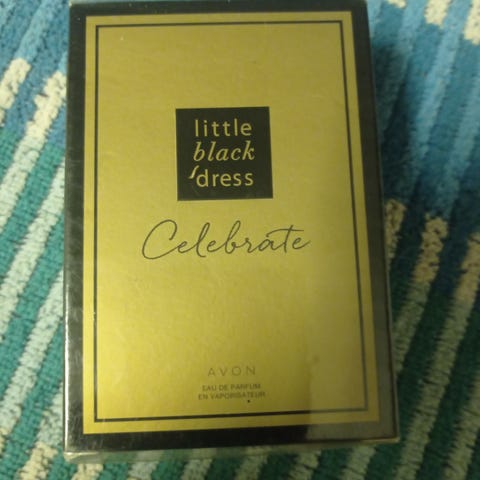 little
black
dress
Celebrate
AVON
EAU DE PARFUM
EN VAPORISATEUR